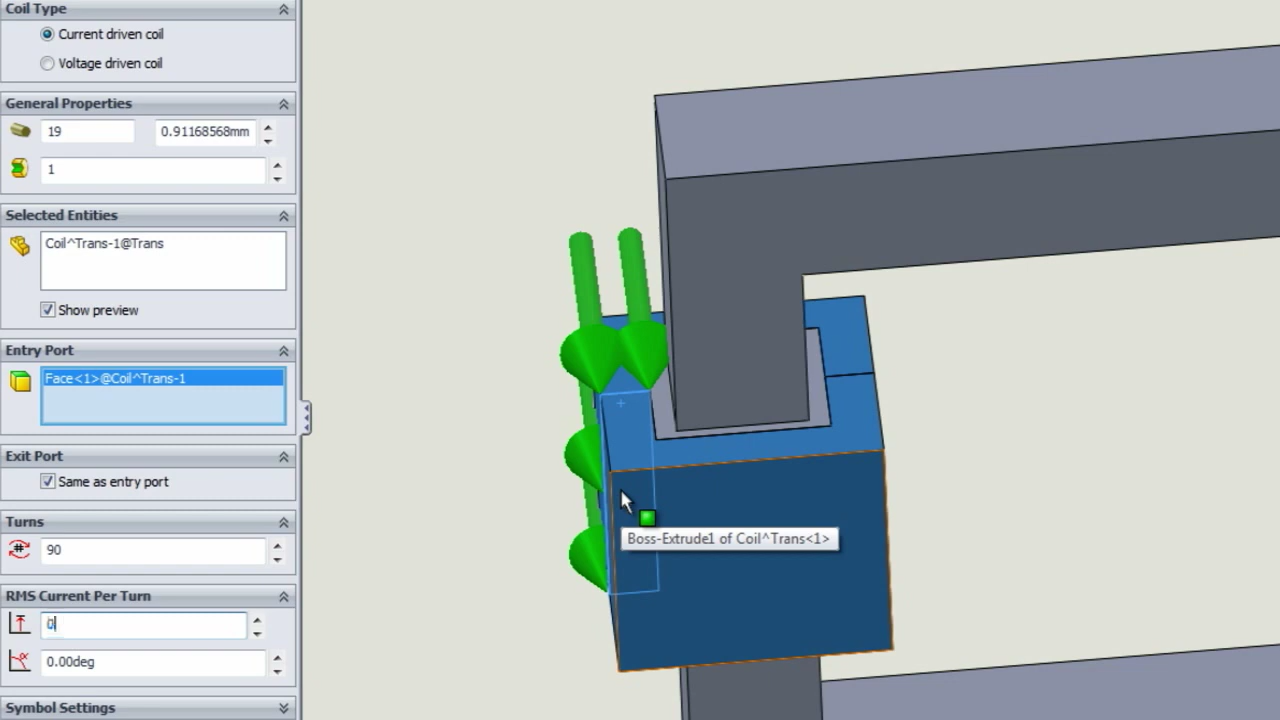 Coil Type
Current driven coil
Voltage driven coil
General Properties
19 0.91168568mm
1
Selected Entities
Coil^Trans-1@Trans
Show preview
Entry Port
Face<1>@Coil^Trans-1
Exit Port
Same as entry port
Turns
90
RMS Current Per Turn
0.00deg
Symbol Settings
Boss-Extrude1 of Coil^Trans<1>